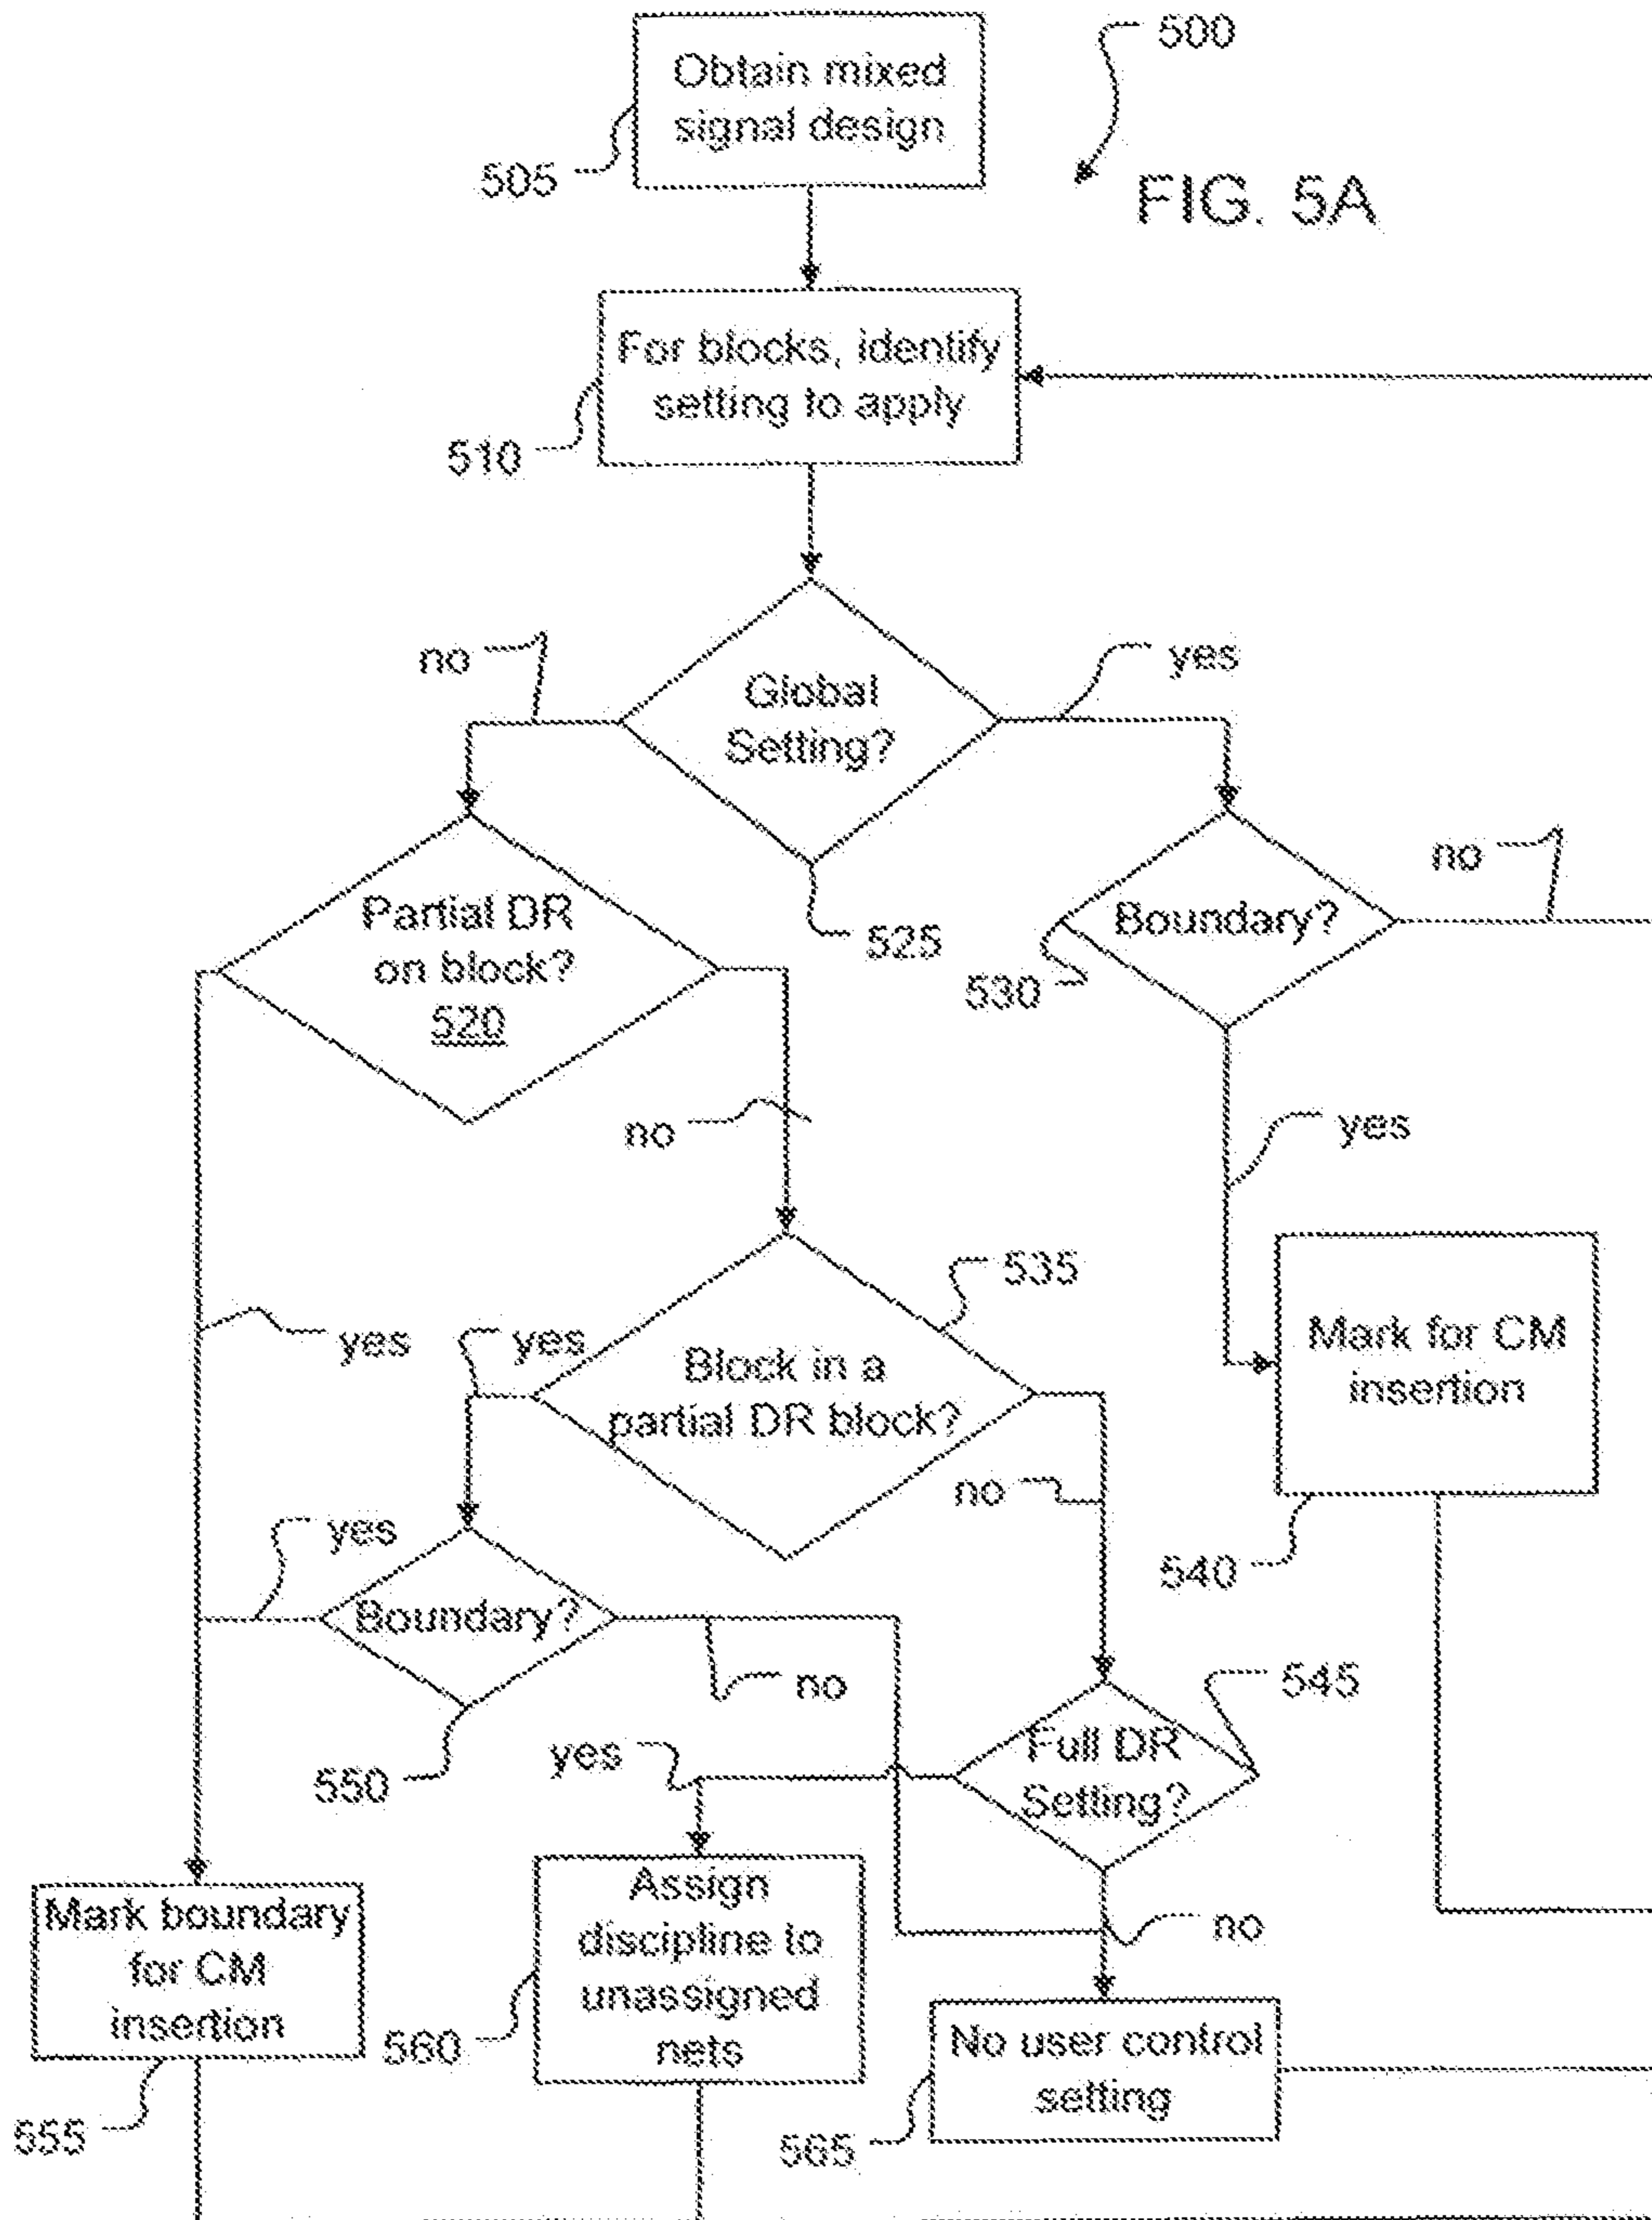 500
Obtain mixed
signal design
505
FIG. 5A
For blocks, identify
setting to apply
510
no
yes
Global
Setting?
525
no
Partial DR
on block?
520
Boundary?
530
no
yes
535
yes
yes
Block in a
partial DR block?
Mark for CM
insertion
no
yes
540
Boundary?
no
545
550
yes
Full DR
Setting?
Mark boundary
for CM
insertion
Assign
discipline to
unassigned
nets
no
560
No user control
setting
555
565